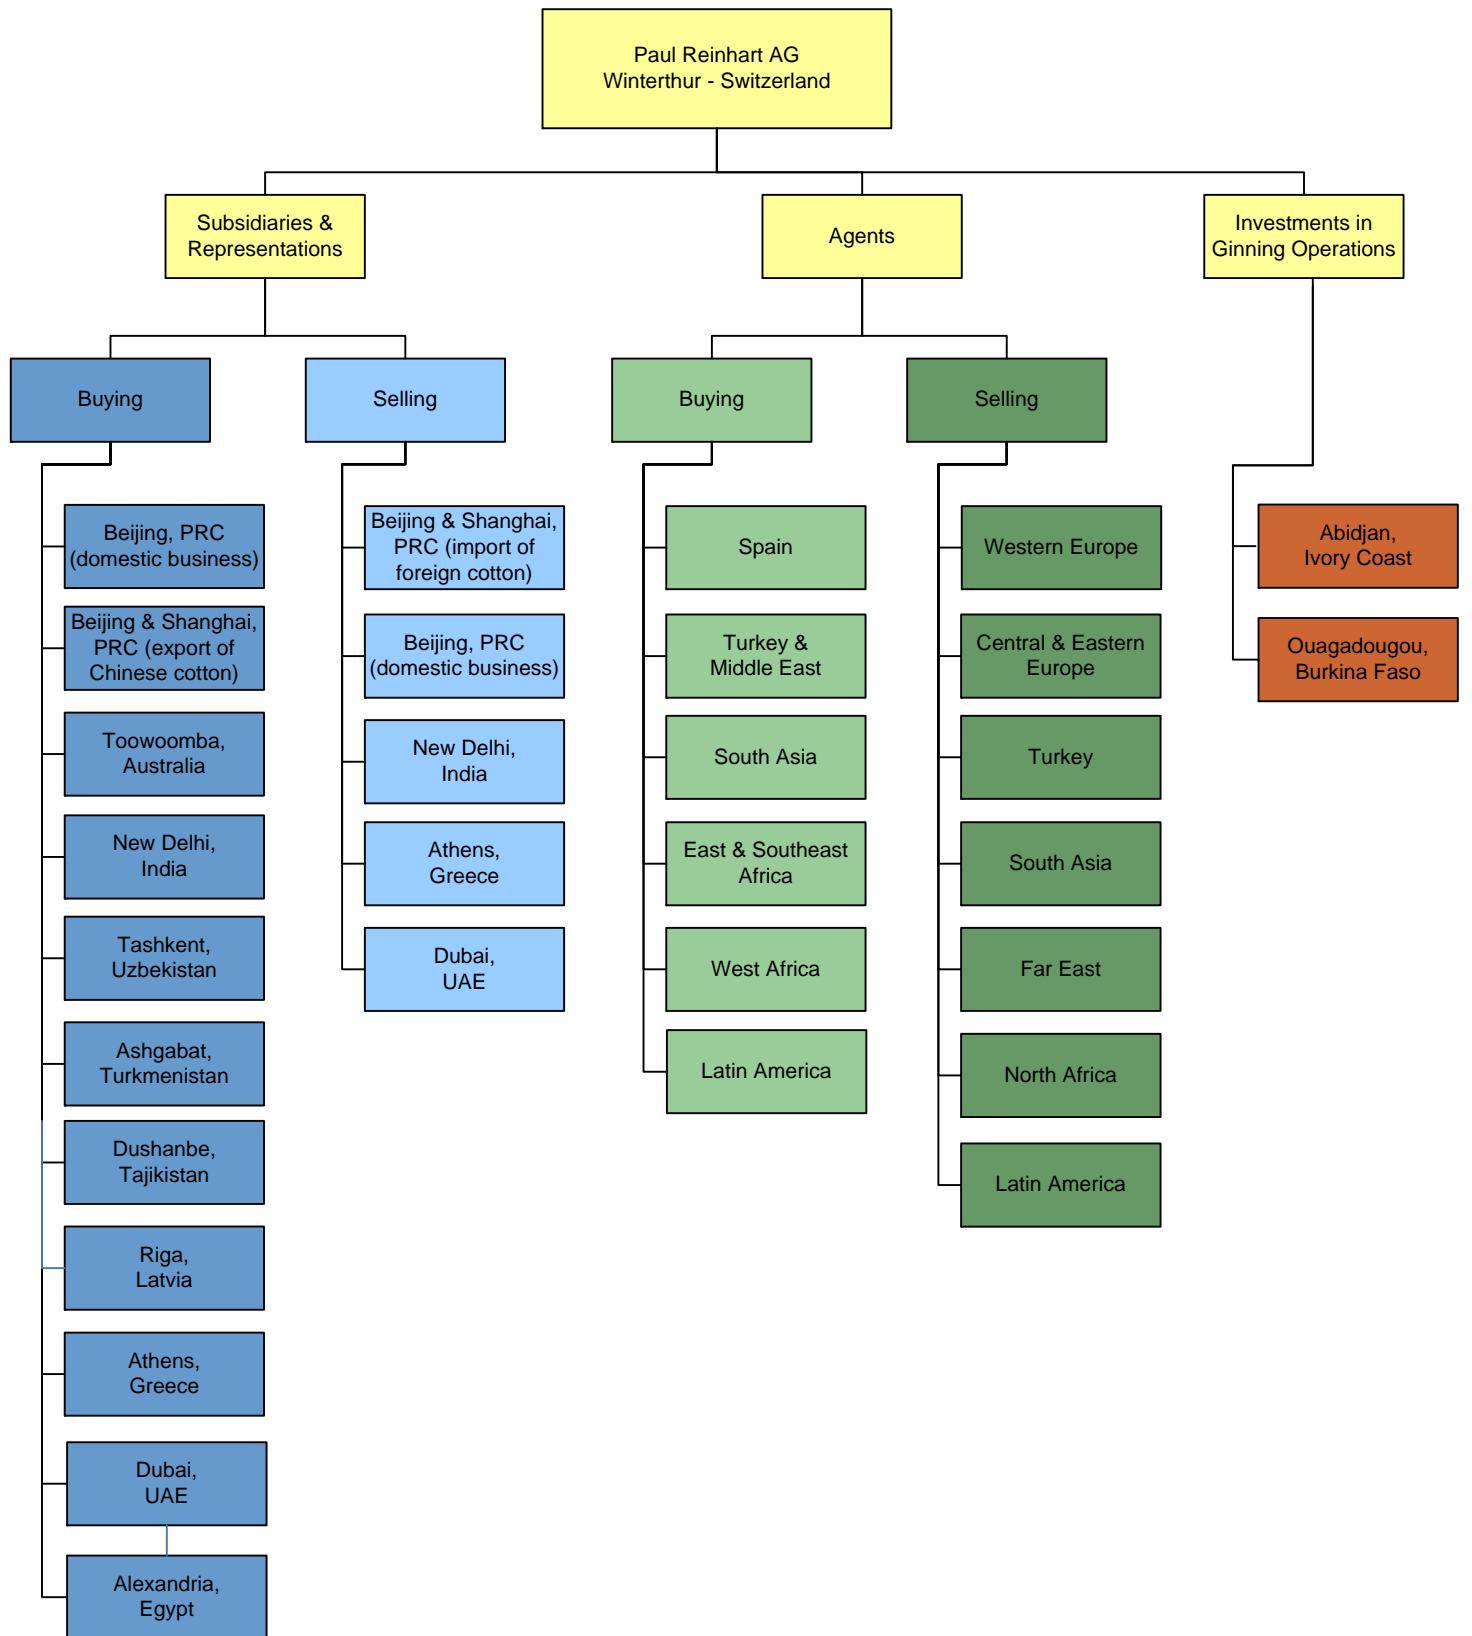 Paul Reinhart AG
Winterthur - Switzerland
Subsidiaries &
Representations
Agents
Investments in
Ginning Operations
Buying
Selling
Buying
Selling
Beijing, PRC
(domestic business)
Beijing & Shanghai,
PRC (export of
Chinese cotton)
Toowoomba,
Australia
New Delhi,
India
Tashkent,
Uzbekistan
Ashgabat,
Turkmenistan
Dushanbe,
Tajikistan
Riga,
Latvia
Athens,
Greece
Dubai,
UAE
Alexandria,
Egypt
Beijing & Shanghai,
PRC (import of
foreign cotton)
Beijing, PRC
(domestic business)
New Delhi,
India
Athens,
Greece
Dubai,
UAE
Spain
Turkey &
Middle East
South Asia
East & Southeast
Africa
West Africa
Latin America
Western Europe
Central & Eastern
Europe
Turkey
South Asia
Far East
North Africa
Latin America
Abidjan,
Ivory Coast
Ouagadougou,
Burkina Faso